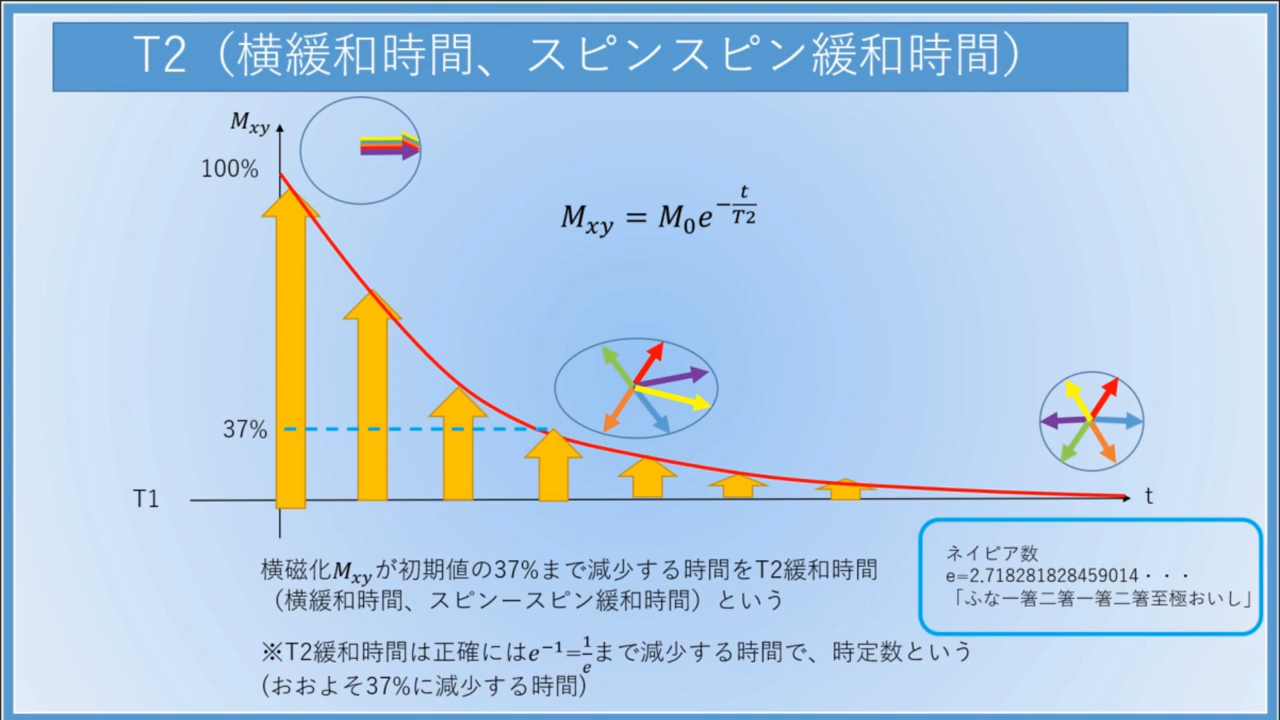 T2（横緩和時間、スピンスピン緩和時間）
Mxy
100%
Mxy = M0e^−t/T2
37%
T1
t
横磁化Mxyが初期値の37%まで減少する時間をT2緩和時間
（横緩和時間、スピンースピン緩和時間）という
※T2緩和時間は正確にはe^−1=1/eまで減少する時間で、時定数という
(おおよそ37%に減少する時間)
ネイピア数
e=2.718281828459014・・・
「ふな一箸二箸一箸二箸至極おいし」